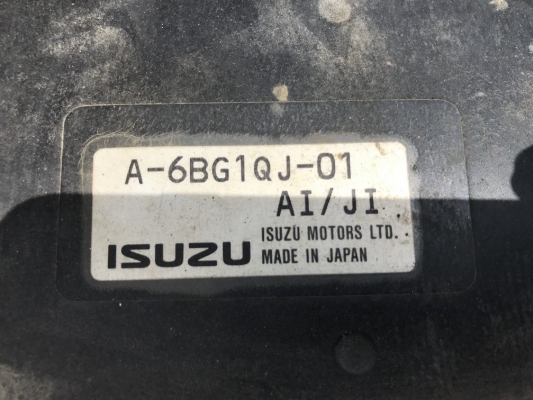 A-6BG1QJ-01
AI/JI
ISUZU ISUZU MOTORS LTD.
MADE IN JAPAN